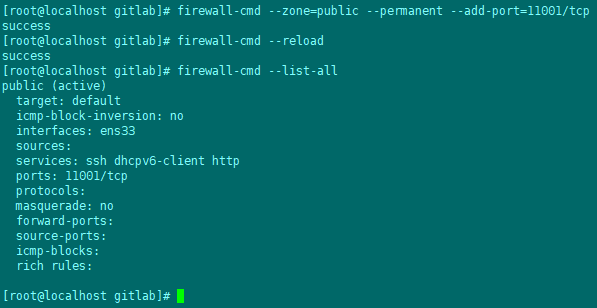 [root@localhost gitlab]# firewall-cmd --zone=public --permanent --add-port=11001/tcp
success
[root@localhost gitlab]# firewall-cmd --reload
success
[root@localhost gitlab]# firewall-cmd --list-all
public (active)
  target: default
  icmp-block-inversion: no
  interfaces: ens33
  sources:
  services: ssh dhcpv6-client http
  ports: 11001/tcp
  protocols:
  masquerade: no
  forward-ports:
  source-ports:
  icmp-blocks:
  rich rules:
[root@localhost gitlab]#